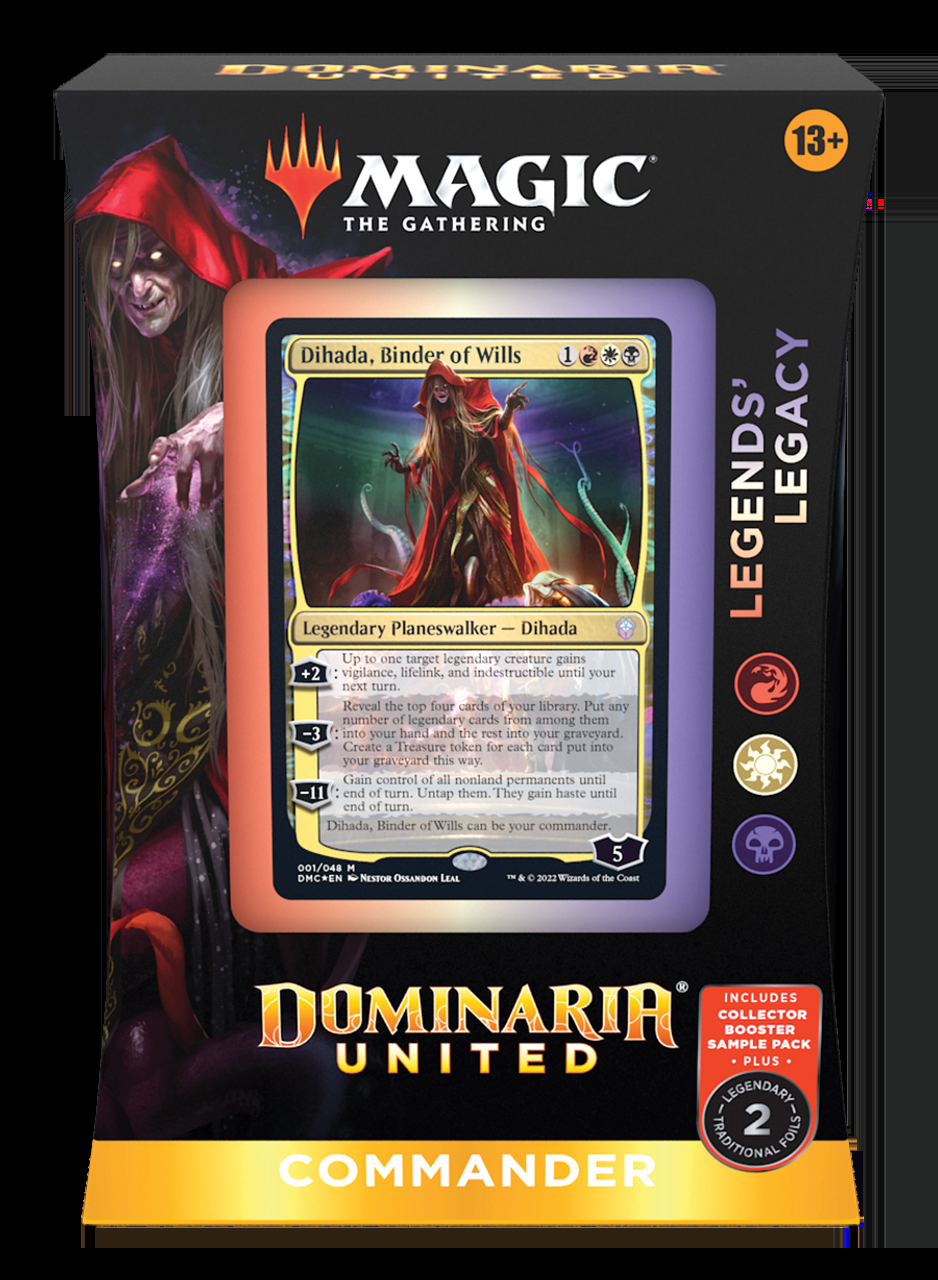 DOMINARIA
UNITED
13+
MAGIC®
THE GATHERING
Dihada, Binder of Wills 1
LEGENDS'
LEGACY
Legendary Planeswalker — Dihada
+2: Up to one target legendary creature gains
vigilance, lifelink, and indestructible until your
next turn.
Reveal the top four cards of your library. Put any
number of legendary cards from among them
−3: into your hand and the rest into your graveyard.
Create a Treasure token for each card put into
your graveyard this way.
Gain control of all nonland permanents until
−11: end of turn. Untap them. They gain haste until
end of turn.
Dihada, Binder of Wills can be your commander.
5
001/048 M
DMC★EN Nestor Ossandon Leal ™ & © 2022 Wizards of the Coast
DOMINARIA®
UNITED
INCLUDES
COLLECTOR
BOOSTER
SAMPLE PACK
• PLUS •
LEGENDARY
2
TRADITIONAL FOILS
COMMANDER